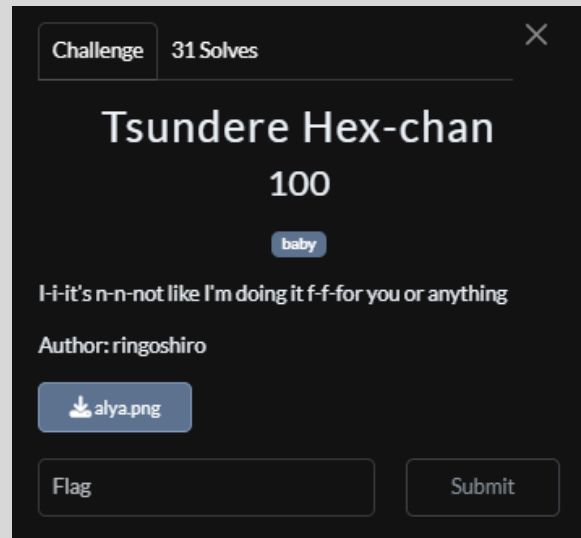 Challenge
31 Solves
Tsundere Hex-chan
100
baby
I-i-it's n-n-not like I'm doing it f-f-for you or anything
Author: ringoshiro
alya.png
Flag
Submit